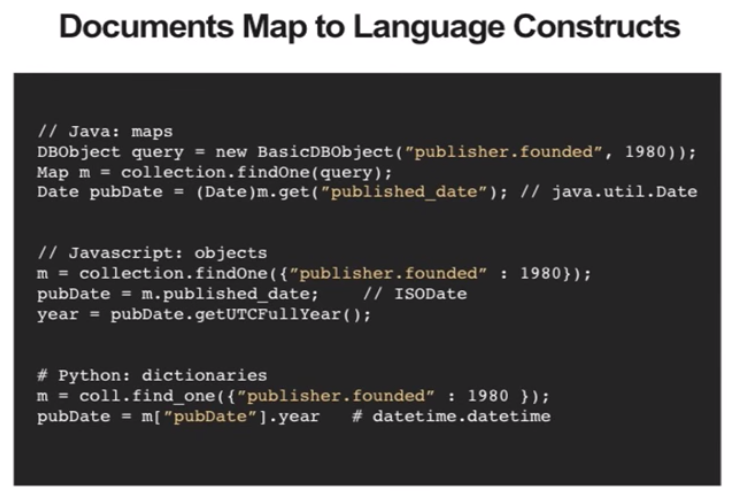 Documents Map to Language Constructs
// Java: maps
DBObject query = new BasicDBObject(”publisher.founded”, 1980));
Map m = collection.findOne(query);
Date pubDate = (Date)m.get(”published_date”); // java.util.Date
// Javascript: objects
m = collection.findOne({”publisher.founded” : 1980});
pubDate = m.published_date;    // ISODate
year = pubDate.getUTCFullYear();
# Python: dictionaries
m = coll.find_one({”publisher.founded” : 1980 });
pubDate = m[”pubDate”].year   # datetime.datetime